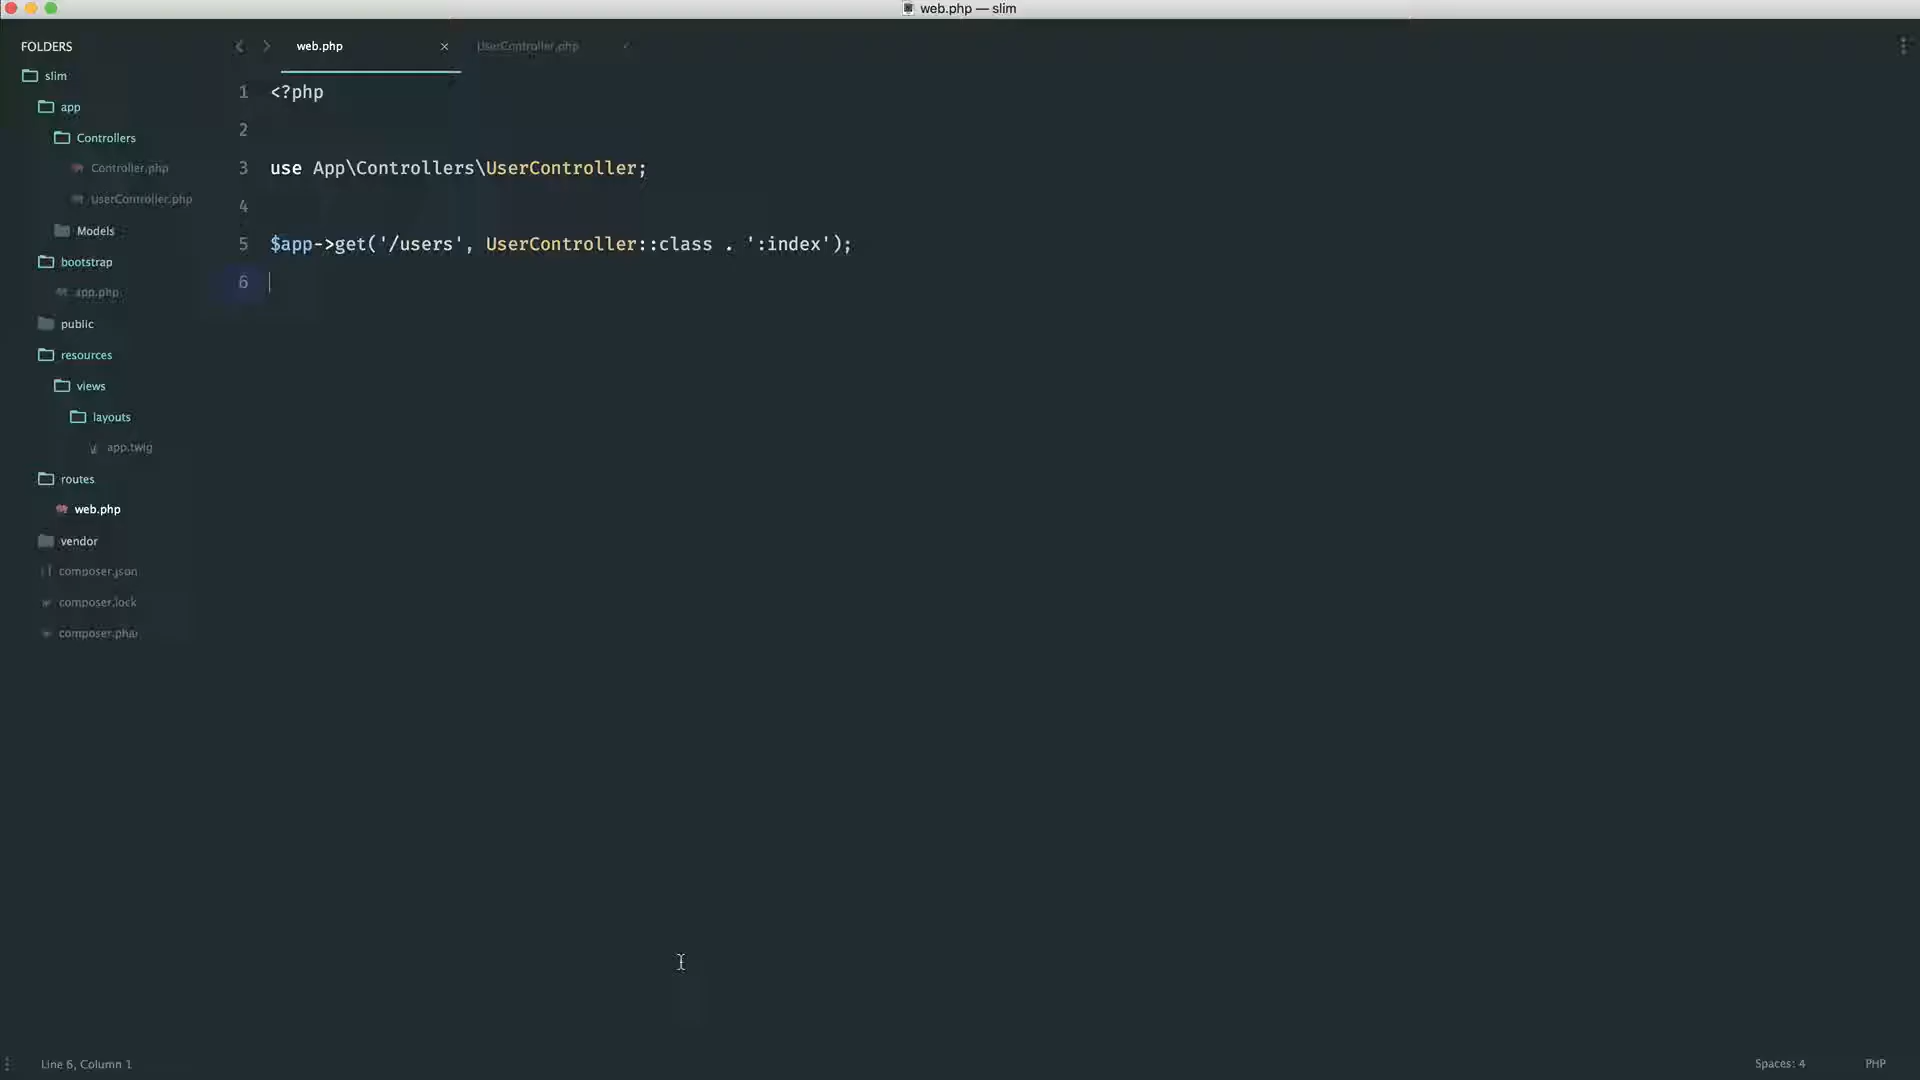 web.php — slim
FOLDERS
slim
app
Controllers
Controller.php
UserController.php
Models
bootstrap
app.php
public
resources
views
layouts
app.twig
routes
web.php
vendor
composer.json
composer.lock
composer.phar
web.php
UserController.php
1 <?php
2
3 use App\Controllers\UserController;
4
5 $app->get('/users', UserController::class . ':index');
6
Line 6, Column 1
Spaces: 4
PHP